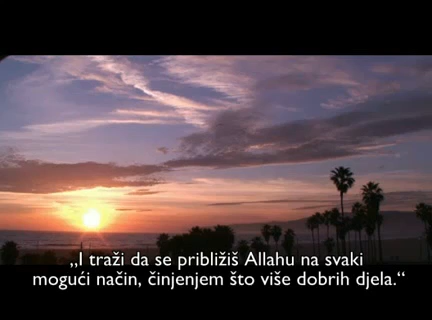 „I traži da se približiš Allahu na svaki
mogući način, činjenjem što više dobrih djela.“